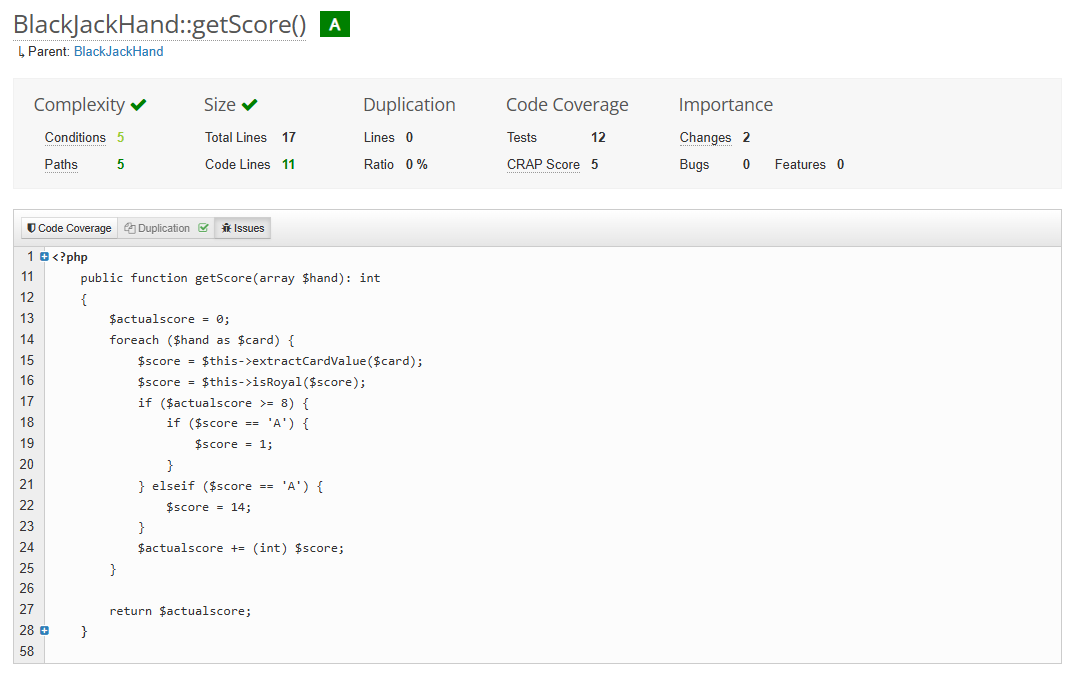 BlackJackHand::getScore() A
Parent: BlackJackHand
Complexity Size Duplication Code Coverage Importance
Conditions 5 Total Lines 17 Lines 0 Tests 12 Changes 2
Paths 5 Code Lines 11 Ratio 0 % CRAP Score 5 Bugs 0 Features 0
Code Coverage Duplication Issues
1 <?php
11     public function getScore(array $hand): int
12     {
13         $actualscore = 0;
14         foreach ($hand as $card) {
15             $score = $this->extractCardValue($card);
16             $score = $this->isRoyal($score);
17             if ($actualscore >= 8) {
18                 if ($score == 'A') {
19                     $score = 1;
20                 }
21             } elseif ($score == 'A') {
22                 $score = 14;
23             }
24             $actualscore += (int) $score;
25         }
26
27         return $actualscore;
28     }
58